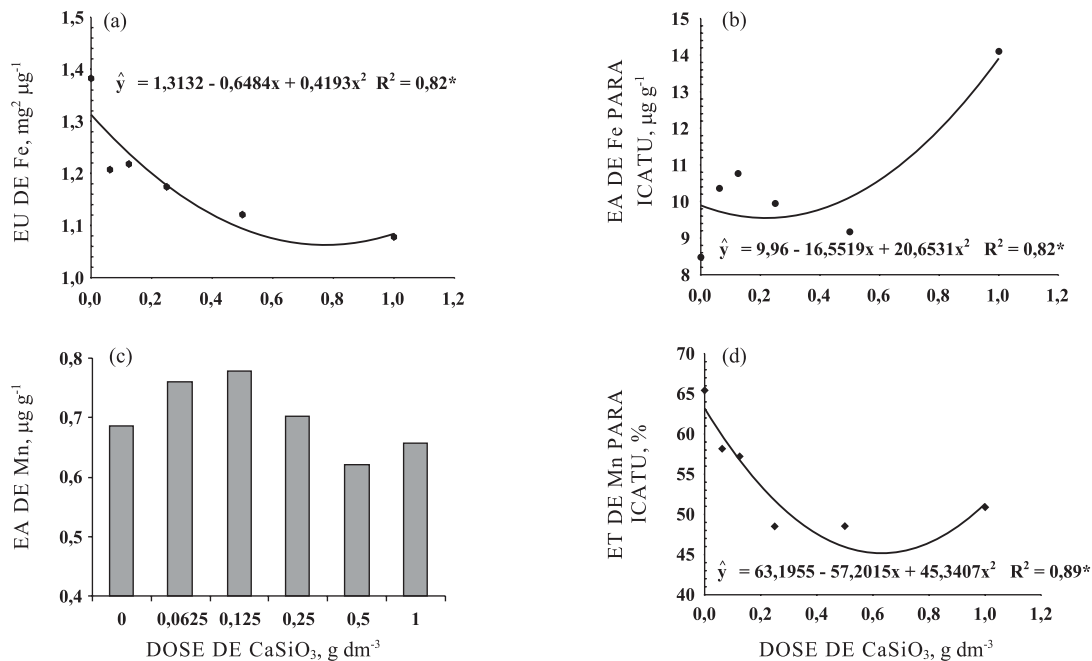 (a)
EU DE Fe, mg² µg⁻¹
1,5
1,4
1,3
1,2
1,1
1,0
ŷ = 1,3132 - 0,6484x + 0,4193x² R² = 0,82*
0,0 0,2 0,4 0,6 0,8 1,0 1,2
(b)
EA DE Fe PARA
ICATU, µg g⁻¹
15
14
13
12
11
10
9
8
ŷ = 9,96 - 16,5519x + 20,6531x² R² = 0,82*
0,0 0,2 0,4 0,6 0,8 1,0 1,2
(c)
EA DE Mn, µg g⁻¹
0,8
0,7
0,6
0,5
0,4
0 0,0625 0,125 0,25 0,5 1
DOSE DE CaSiO₃, g dm⁻³
(d)
ET DE Mn PARA
ICATU, %
70
65
60
55
50
45
40
ŷ = 63,1955 - 57,2015x + 45,3407x² R² = 0,89*
0,0 0,2 0,4 0,6 0,8 1,0 1,2
DOSE DE CaSiO₃, g dm⁻³